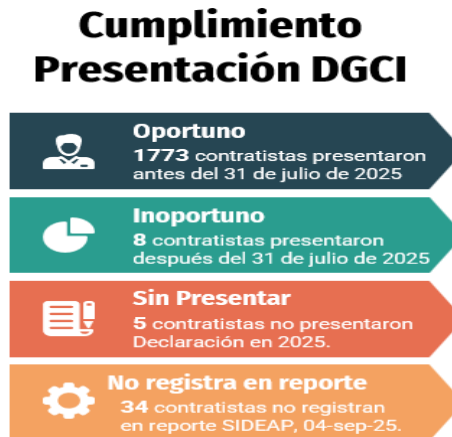 Cumplimiento
Presentación DGCI
Oportuno
1773 contratistas presentaron
antes del 31 de julio de 2025
Inoportuno
8 contratistas presentaron
después del 31 de julio de 2025
Sin Presentar
5 contratistas no presentaron
Declaración en 2025.
No registra en reporte
34 contratistas no registran
en reporte SIDEAP, 04-sep-25.